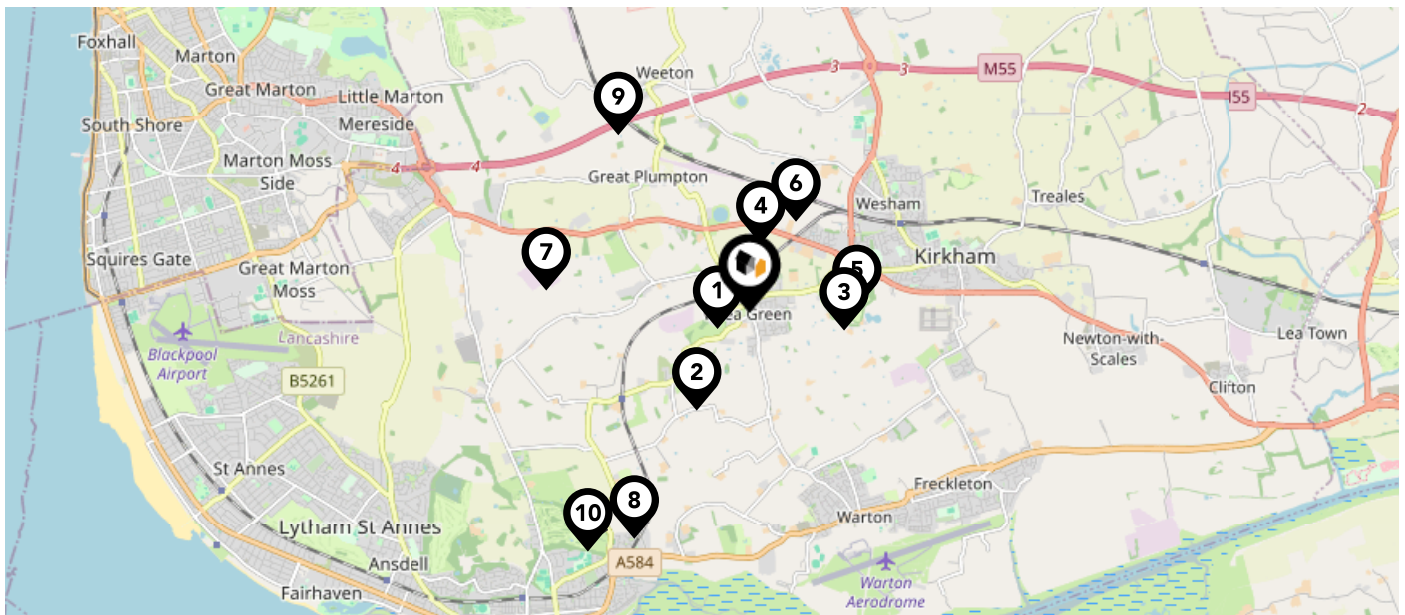 Foxhall
Marton
Weeton
3
3
M55
Great Marton
Little Marton
9
I55
2
South Shore
Mereside
Marton Moss
Side
4
4
Great Plumpton
6
4
Treales
Wesham
7
Squires Gate
Great Marton
Moss
5
Kirkham
1
3
Green
Lancashire
Blackpool
Airport
Newton-with-
Scales
Lea Town
2
B5261
Clifton
St Annes
Freckleton
10
8
Warton
Lytham St Annes
A584
Ansdell
Fairhaven
Warton
Aerodrome